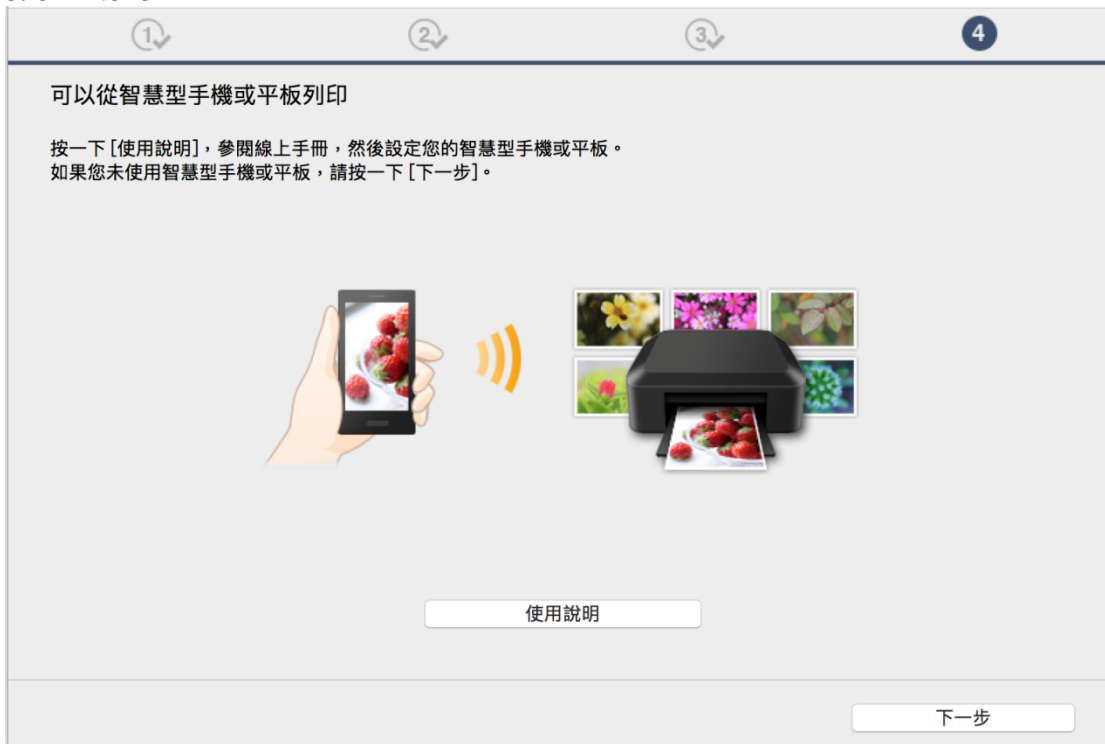 1
2
3
4
可以從智慧型手機或平板列印
按一下 [使用說明]，參閱線上手冊，然後設定您的智慧型手機或平板。
如果您未使用智慧型手機或平板，請按一下 [下一步]。
使用說明
下一步